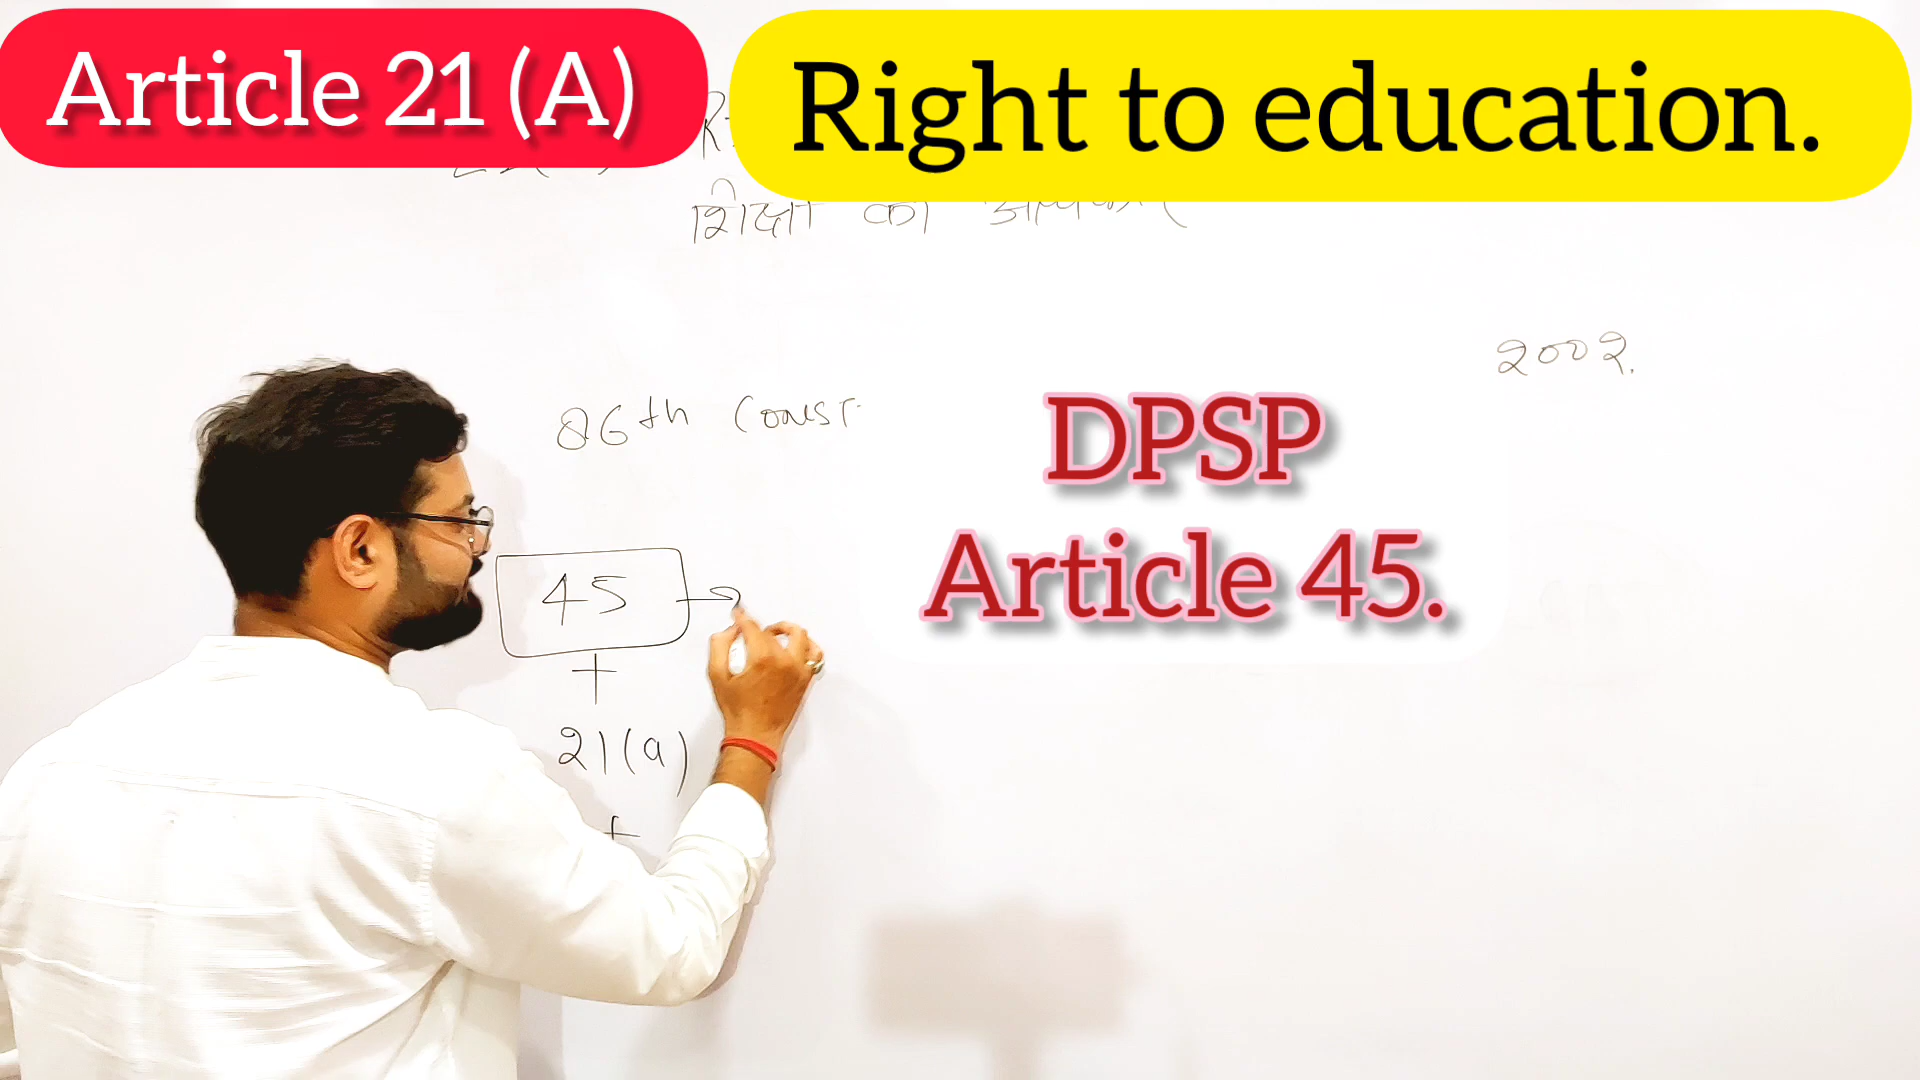 Article 21 (A)
Right to education.
शिक्षा का
2002.
86th Const.
DPSP
Article 45.
45
+
21(a)
+